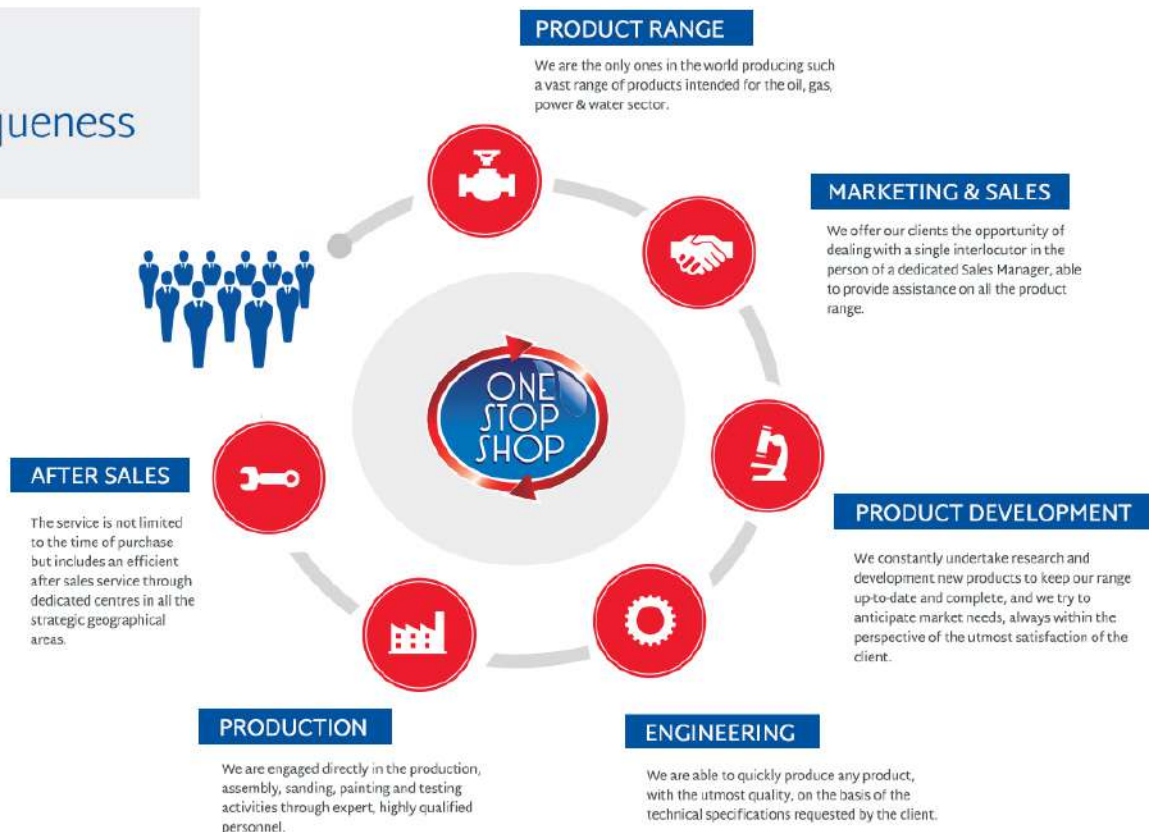 queness
PRODUCT RANGE
We are the only ones in the world producing such
a vast range of products intended for the oil, gas,
power & water sector.
MARKETING & SALES
We offer our clients the opportunity of
dealing with a single interlocutor in the
person of a dedicated Sales Manager, able
to provide assistance on all the product
range.
ONE
STOP
SHOP
PRODUCT DEVELOPMENT
We constantly undertake research and
development new products to keep our range
up-to-date and complete, and we try to
anticipate market needs, always within the
perspective of the utmost satisfaction of the
client.
ENGINEERING
We are able to quickly produce any product,
with the utmost quality, on the basis of the
technical specifications requested by the client.
PRODUCTION
We are engaged directly in the production,
assembly, sanding, painting and testing
activities through expert, highly qualified
personnel.
AFTER SALES
The service is not limited
to the time of purchase
but includes an efficient
after sales service through
dedicated centres in all the
strategic geographical
areas.